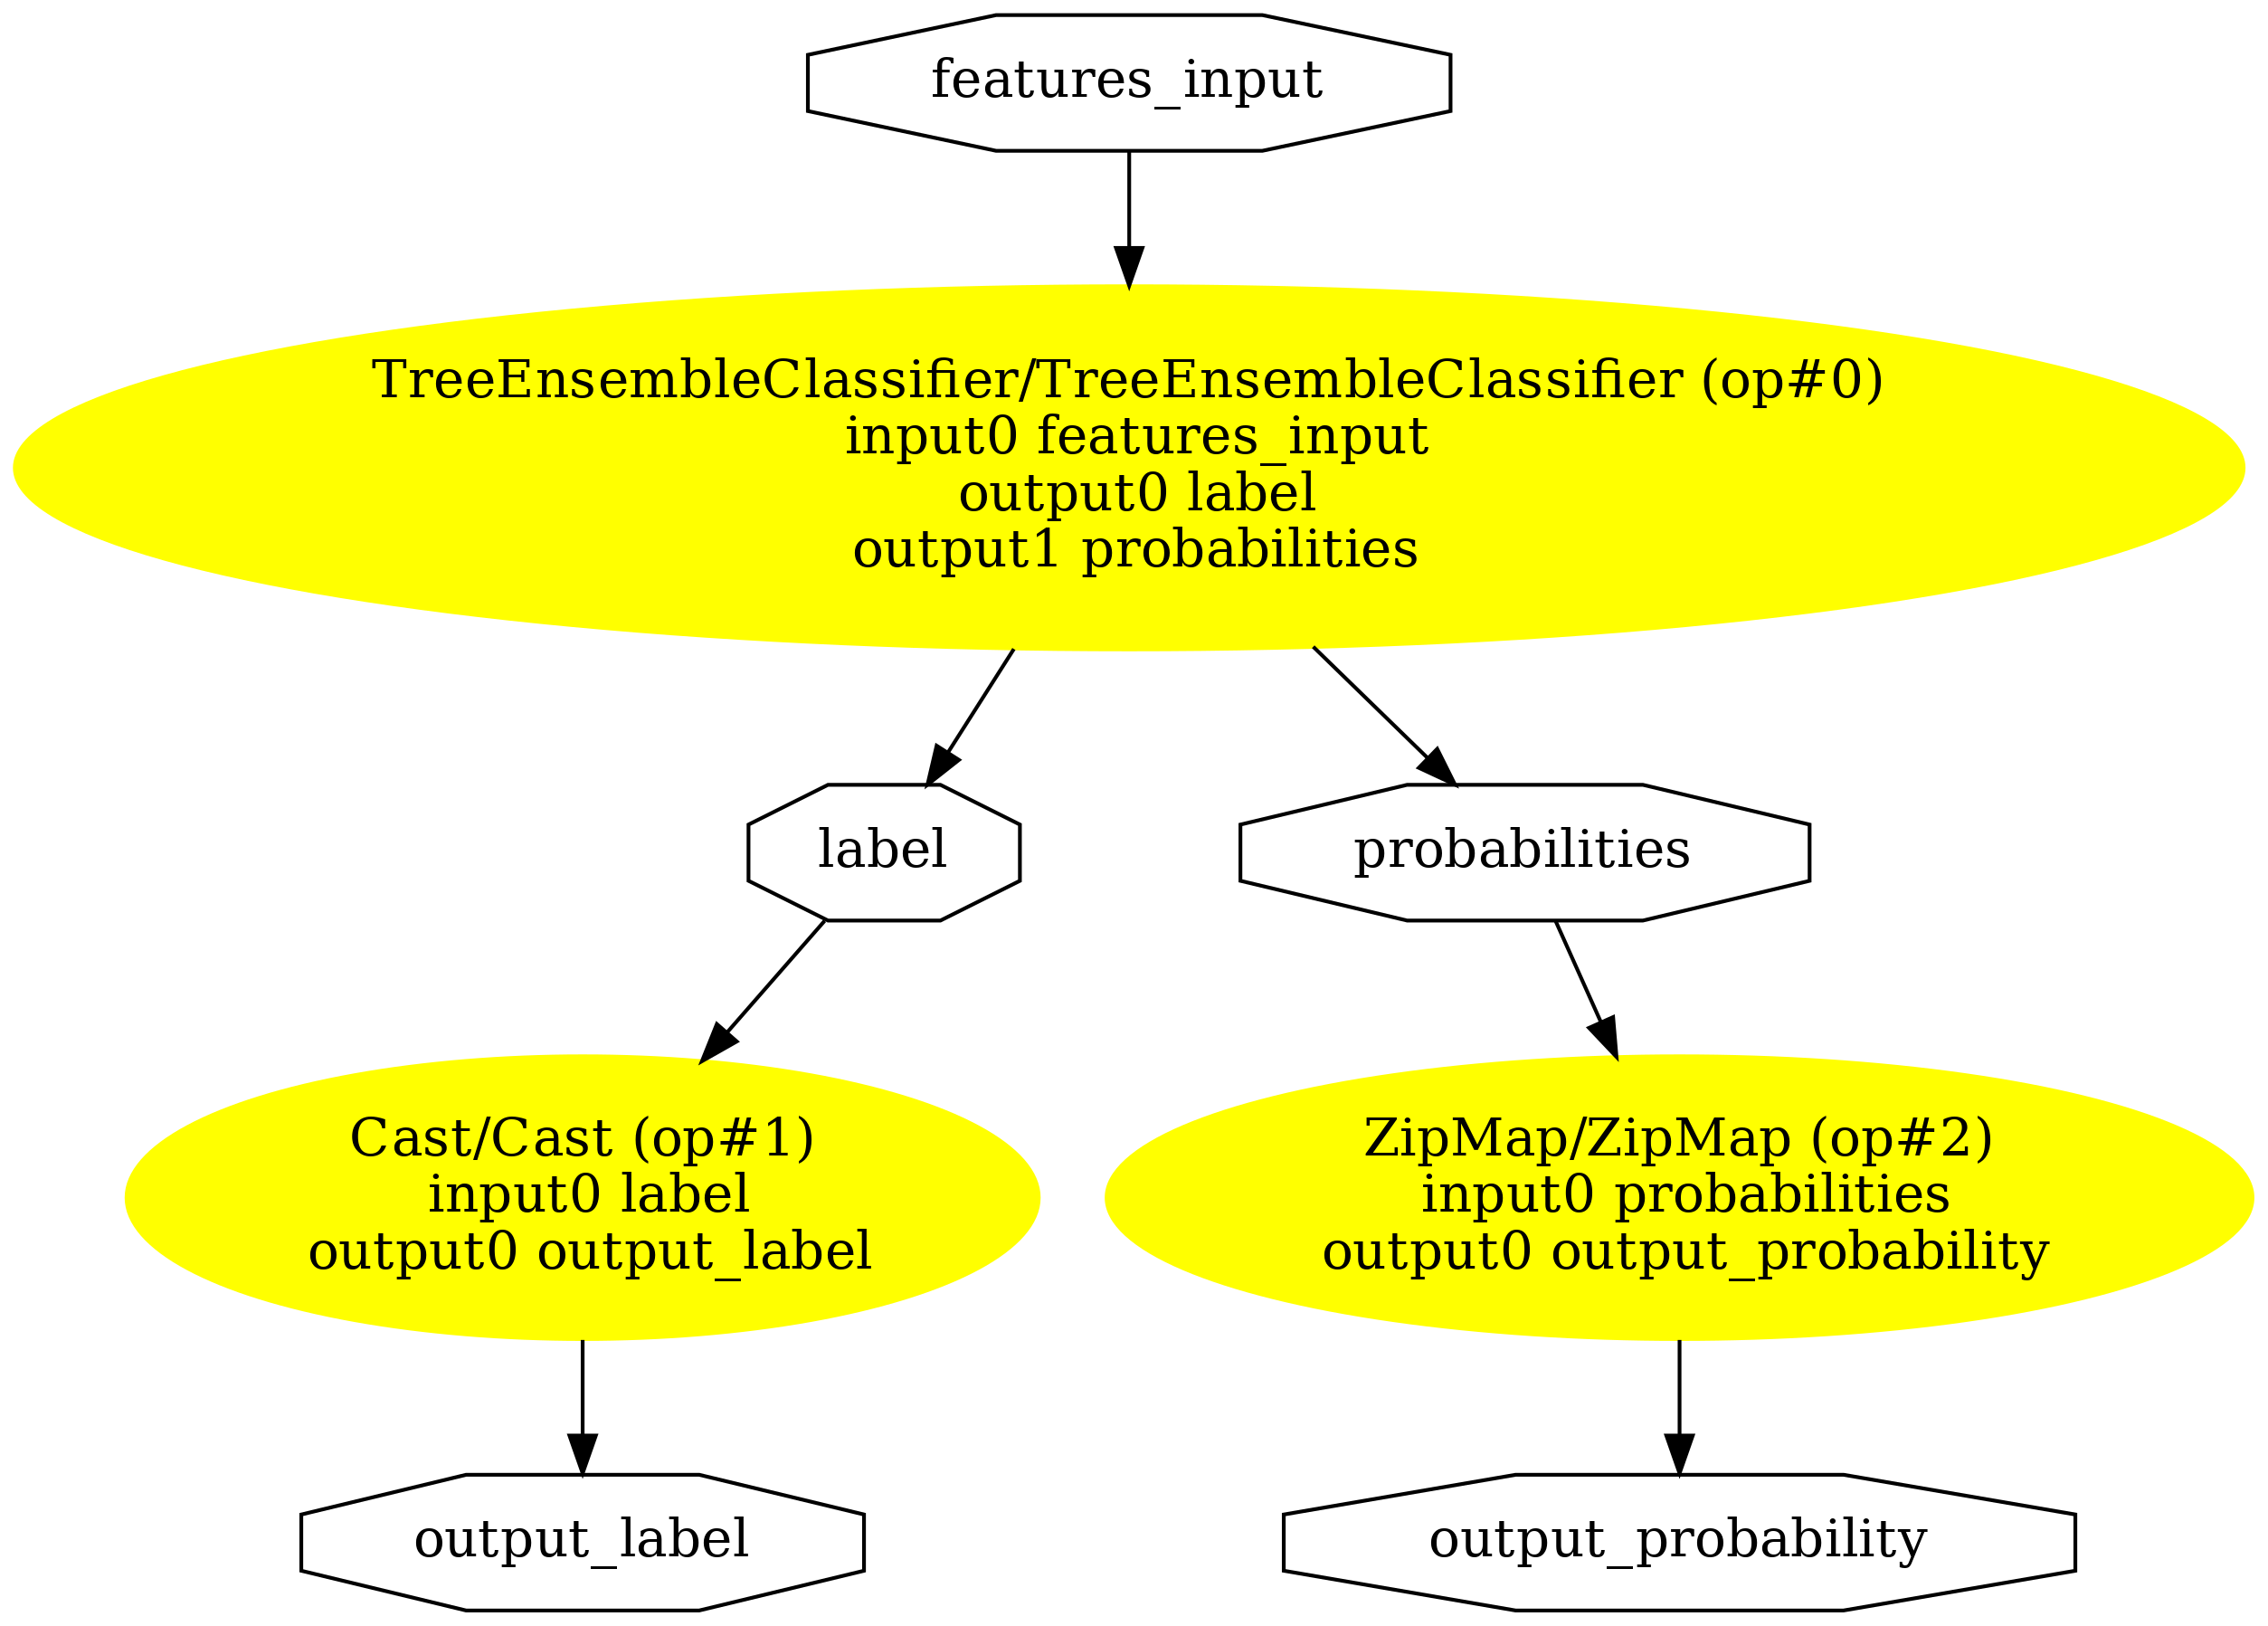 features_input
TreeEnsembleClassifier/TreeEnsembleClassifier (op#0)
input0 features_input
output0 label
output1 probabilities
label
probabilities
Cast/Cast (op#1)
input0 label
output0 output_label
ZipMap/ZipMap (op#2)
input0 probabilities
output0 output_probability
output_label
output_probability